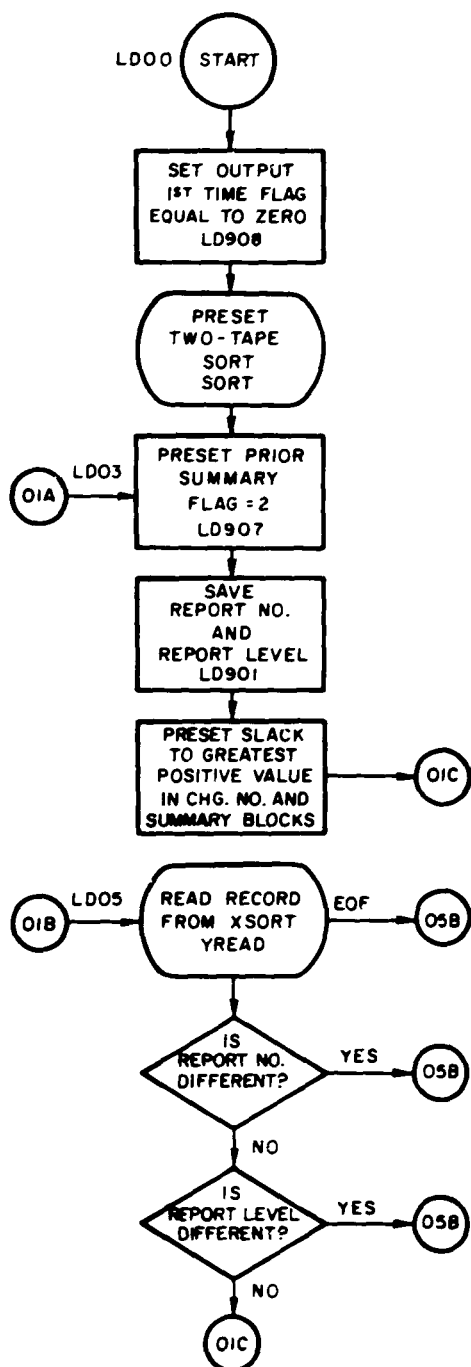 LD00
START
SET OUTPUT
1ST TIME FLAG
EQUAL TO ZERO
LD908
PRESET
TWO-TAPE
SORT
SORT
01A
LD03
PRESET PRIOR
SUMMARY
FLAG = 2
LD907
SAVE
REPORT NO.
AND
REPORT LEVEL
LD901
PRESET SLACK
TO GREATEST
POSITIVE VALUE
IN CHG. NO. AND
SUMMARY BLOCKS
01C
01B
LD05
READ RECORD
FROM XSORT
YREAD
EOF
05B
IS
REPORT NO.
DIFFERENT?
YES
05B
NO
IS
REPORT LEVEL
DIFFERENT?
YES
05B
NO
01C